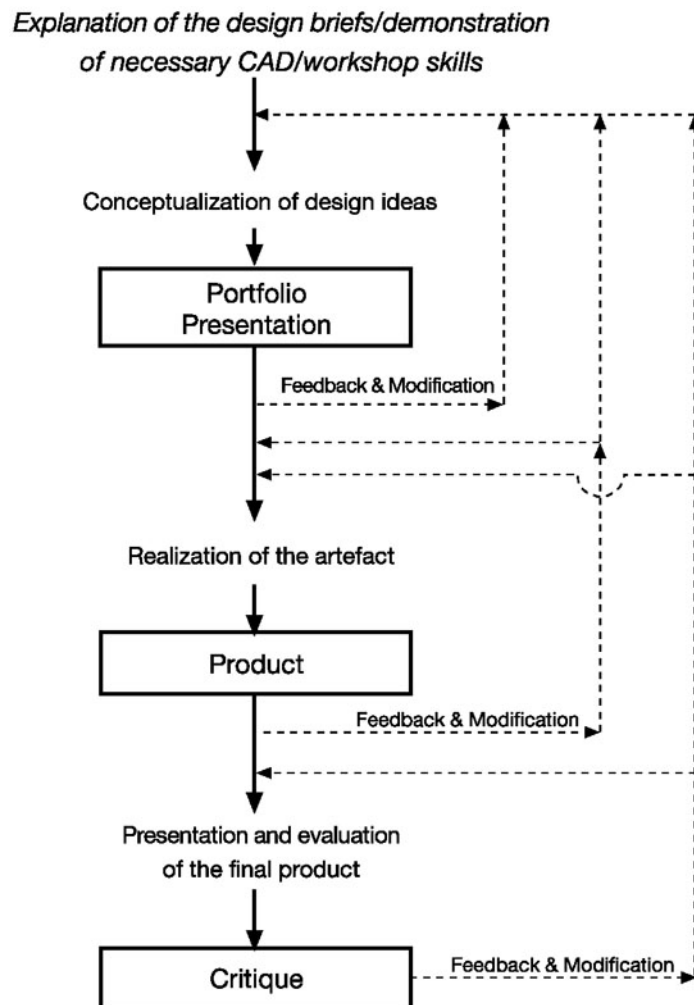 Explanation of the design briefs/demonstration
of necessary CAD/workshop skills
Conceptualization of design ideas
Portfolio
Presentation
Feedback & Modification
Realization of the artefact
Product
Feedback & Modification
Presentation and evaluation
of the final product
Critique
Feedback & Modification